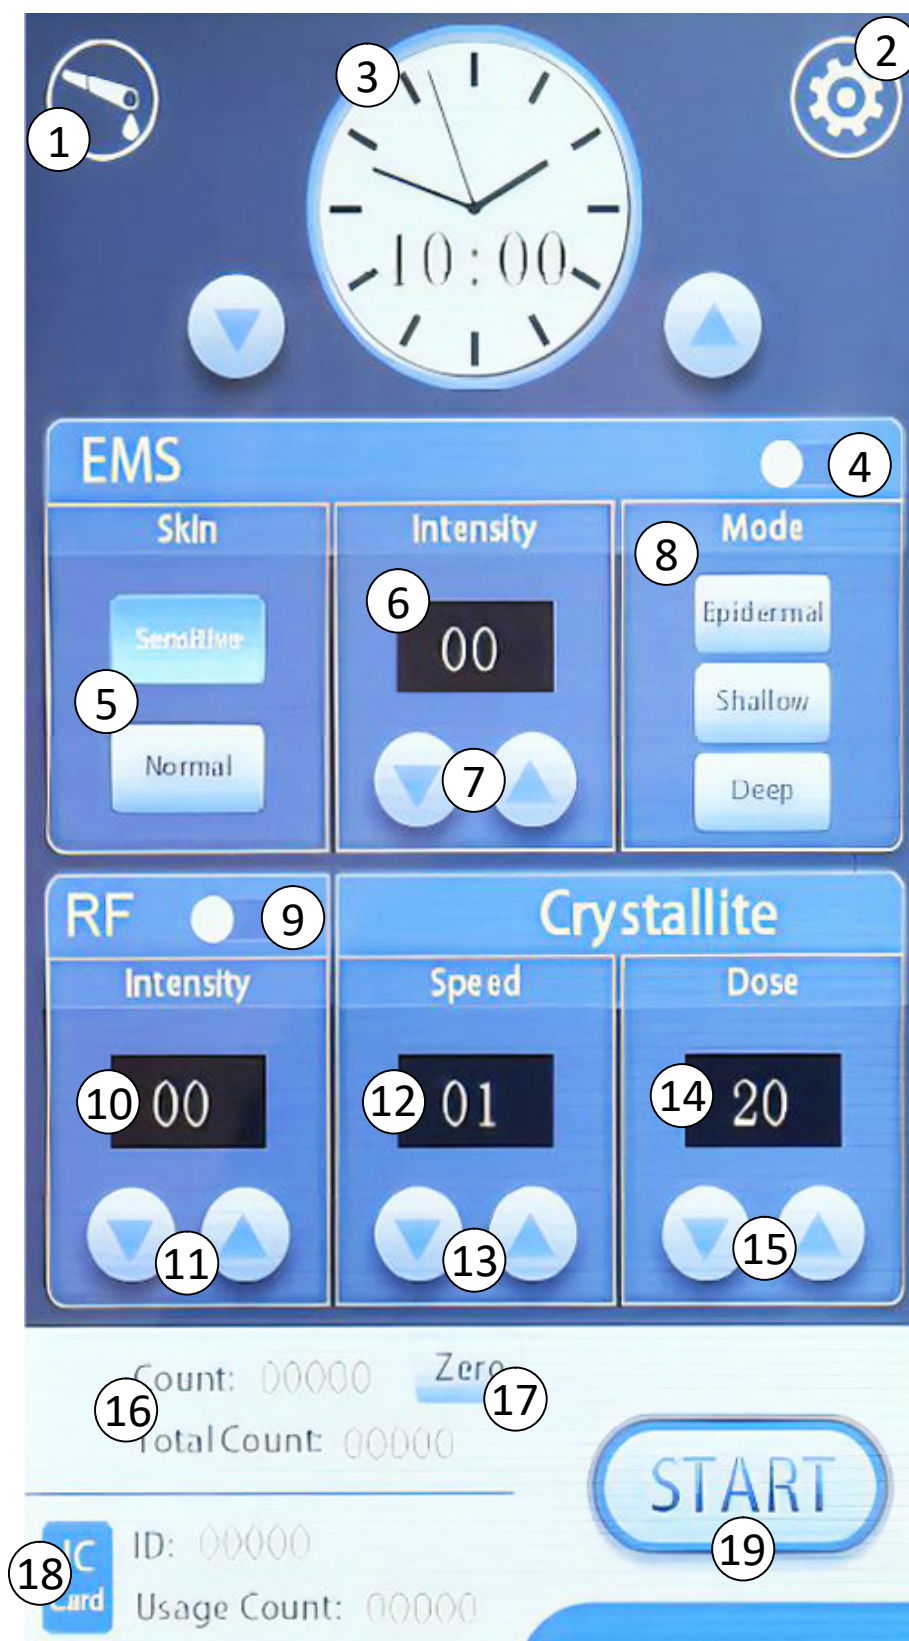 1
2
3
10:00
EMS
4
Skin
Intensity
Mode
5
Sensitive
Normal
6
00
7
8
Epidermal
Shallow
Deep
RF
9
Crystallite
Intensity
Speed
Dose
10
00
12
01
14
20
11
13
15
16
Count: 00000
Zero
17
Total Count: 00000
START
19
18
IC
Card
ID: 00000
Usage Count: 00000